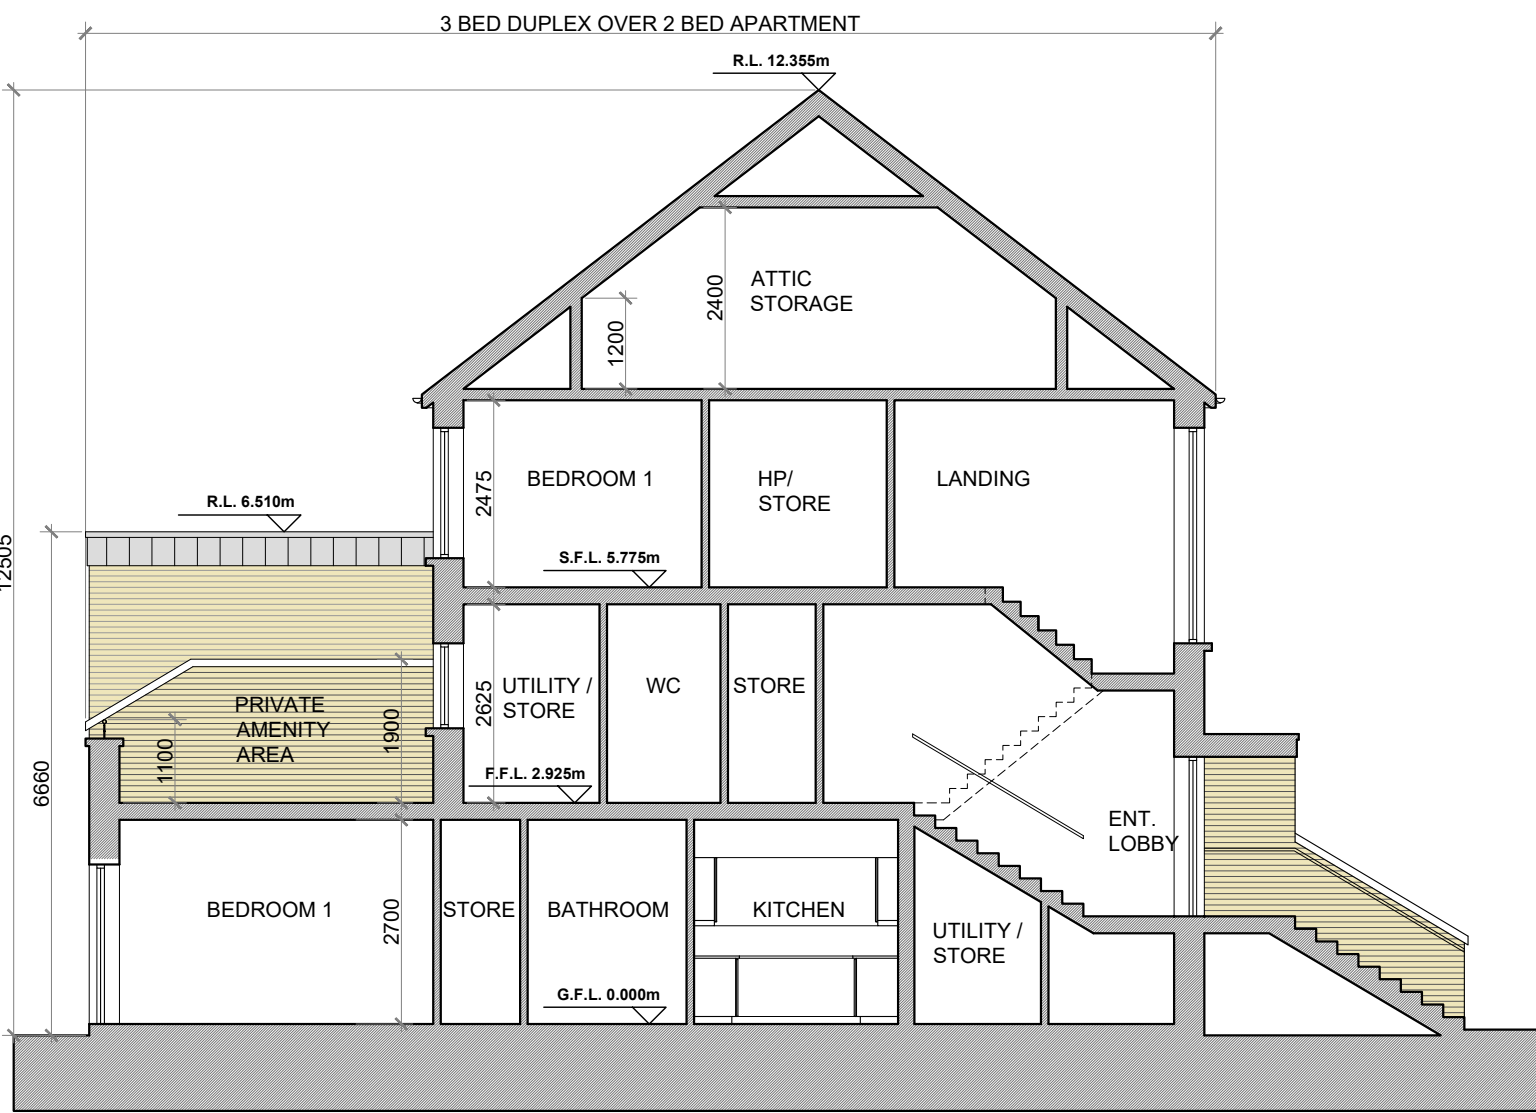 3 BED DUPLEX OVER 2 BED APARTMENT
R.L. 12.355m
ATTIC
STORAGE
2400
1200
12505
R.L. 6.510m
2475
BEDROOM 1
HP/
STORE
LANDING
S.F.L. 5.775m
6660
PRIVATE
AMENITY
AREA
1100
1900
2625
UTILITY /
STORE
WC
STORE
F.F.L. 2.925m
ENT.
LOBBY
BEDROOM 1
2700
STORE
BATHROOM
KITCHEN
UTILITY /
STORE
G.F.L. 0.000m